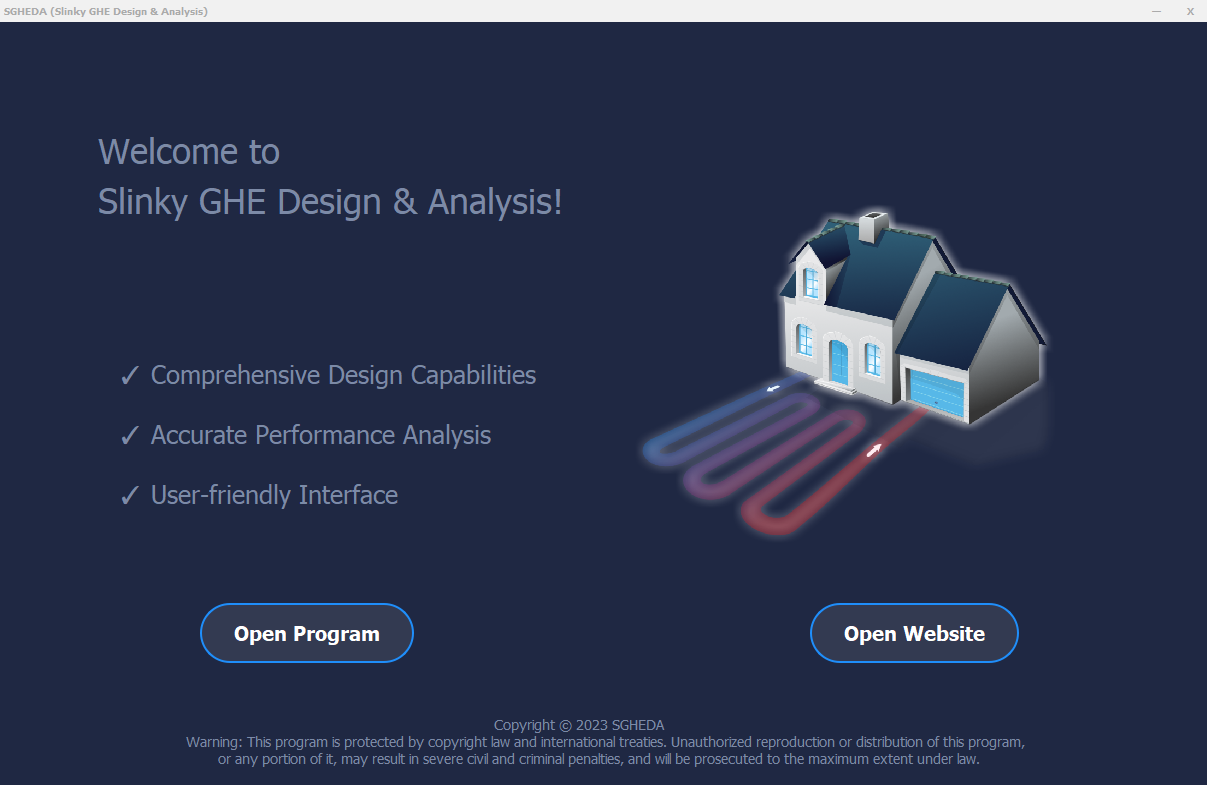 SGHEDA (Slinky GHE Design & Analysis)
Welcome to
Slinky GHE Design & Analysis!
✓ Comprehensive Design Capabilities
✓ Accurate Performance Analysis
✓ User-friendly Interface
Open Program
Open Website
Copyright © 2023 SGHEDA
Warning: This program is protected by copyright law and international treaties. Unauthorized reproduction or distribution of this program,
or any portion of it, may result in severe civil and criminal penalties, and will be prosecuted to the maximum extent under law.